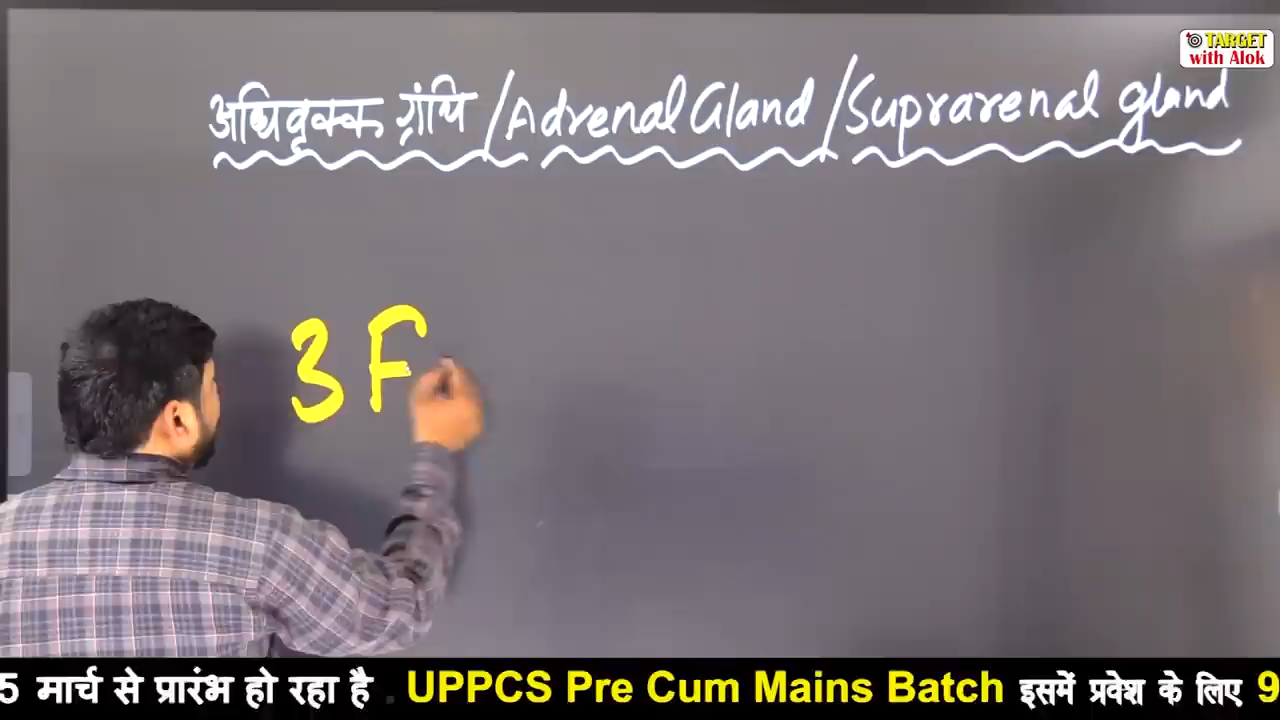 TARGET
with Alok
अधिवृक्क ग्रंथि / Adrenal Gland / Suprarenal gland
3 F
5 मार्च से प्रारंभ हो रहा है . UPPCS Pre Cum Mains Batch इसमें प्रवेश के लिए 9